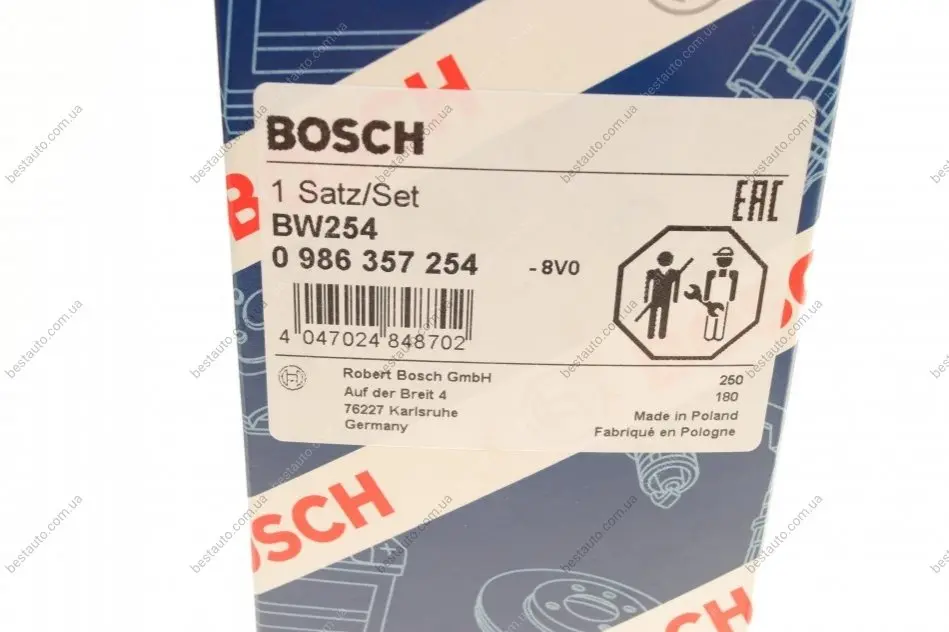 BOSCH
BOSCH
1 Satz/Set
EAC
BW254
0 986 357 254
- 8V0
4 047024 848702
Robert Bosch GmbH
Auf der Breit 4
76227 Karlsruhe
Germany
250
180
Made in Poland
Fabriqué en Pologne
BOSCH
BOSCH
bestauto.com.ua